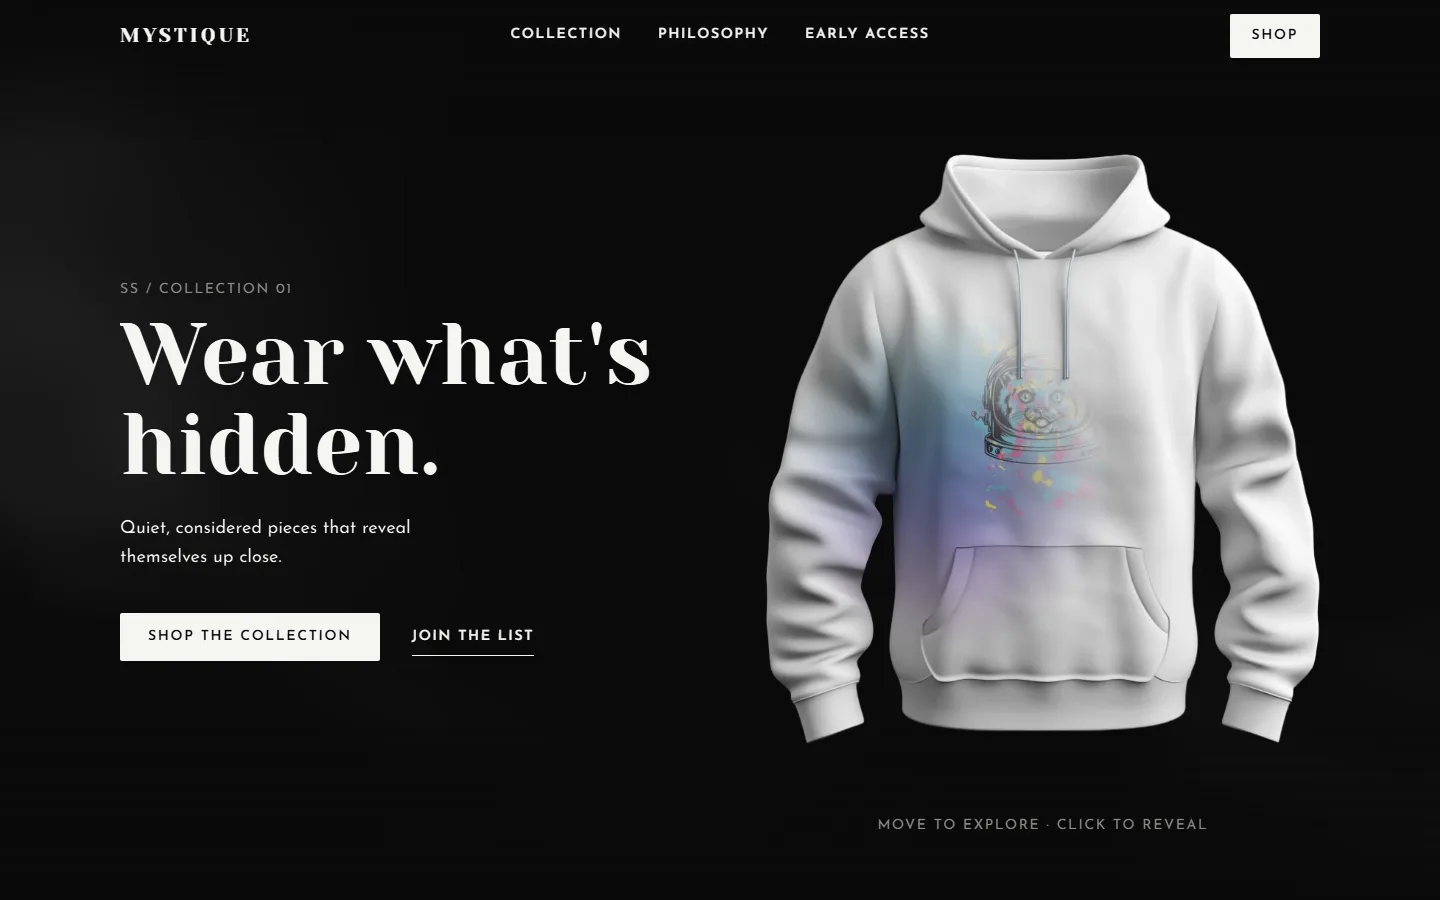 MYSTIQUE
COLLECTION
PHILOSOPHY
EARLY ACCESS
SHOP
SS / COLLECTION 01
Wear what's
hidden.
Quiet, considered pieces that reveal
themselves up close.
SHOP THE COLLECTION
JOIN THE LIST
MOVE TO EXPLORE · CLICK TO REVEAL